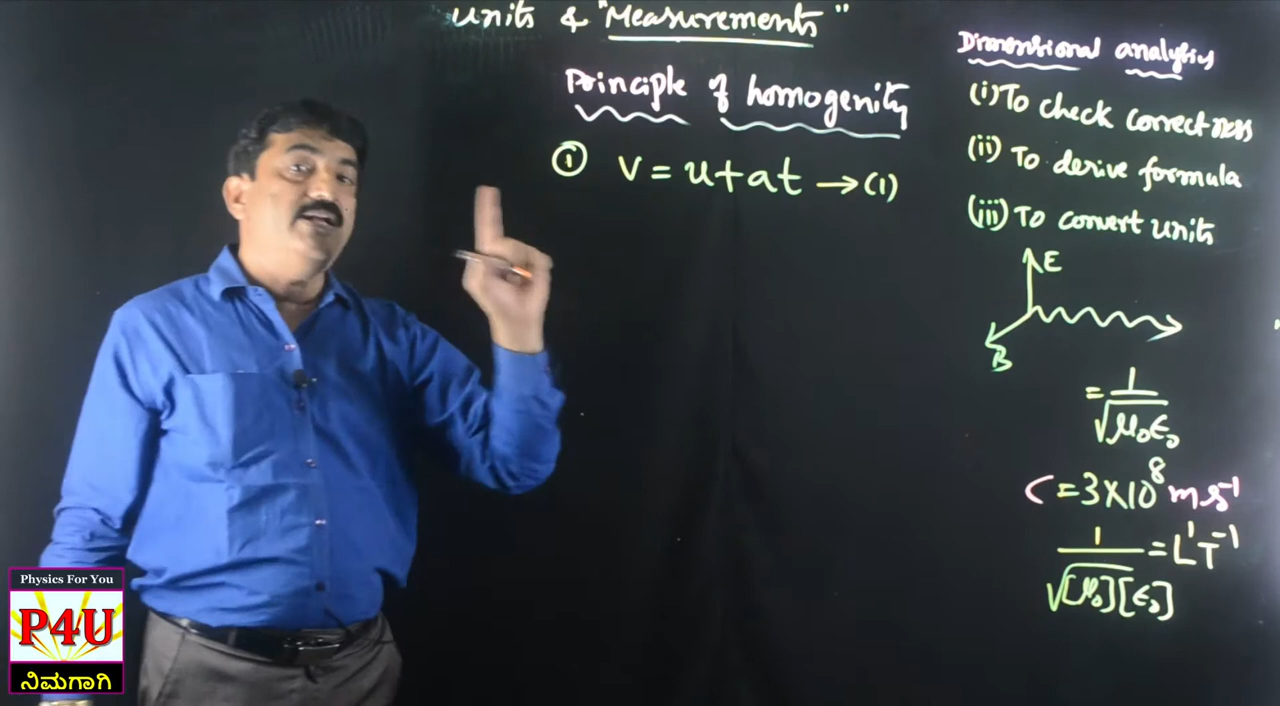 Units & "Measurements"
Principle of homogenity
① V = u + at → (1)
Dimensional analysis
(i) To check correctness
(ii) To derive formula
(iii) To convert units
E
B
= 1/√μ₀ε₀
C = 3×10⁸ m s⁻¹
1/√[μ₀][ε₀] = L¹T⁻¹
Physics For You
P4U
ನಿಮಗಾಗಿ